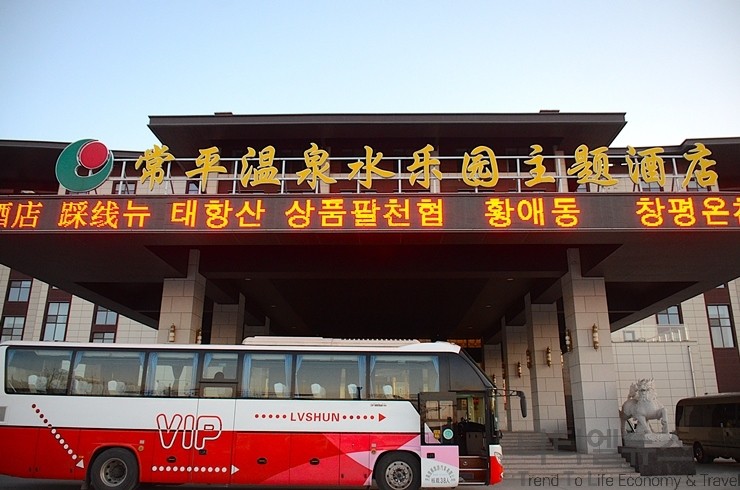 常平温泉水乐园主题酒店
酒店 踩线뉴 태항산 상품팔천협 황애동 창평온천
VIP
LVSHUN
Trend To Life Economy & Travel